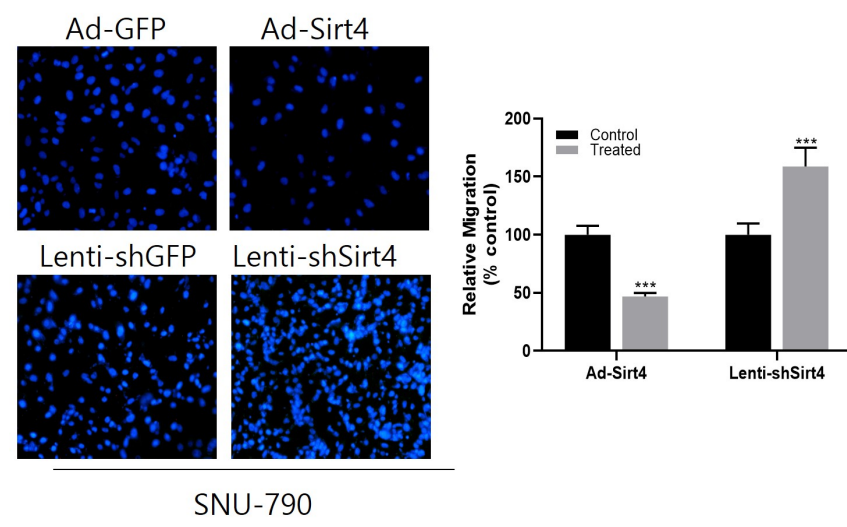 Ad-GFP Ad-Sirt4
Lenti-shGFP Lenti-shSirt4
SNU-790
Relative Migration
(% control)
200
150
100
50
0
Control
Treated
***
***
Ad-Sirt4 Lenti-shSirt4